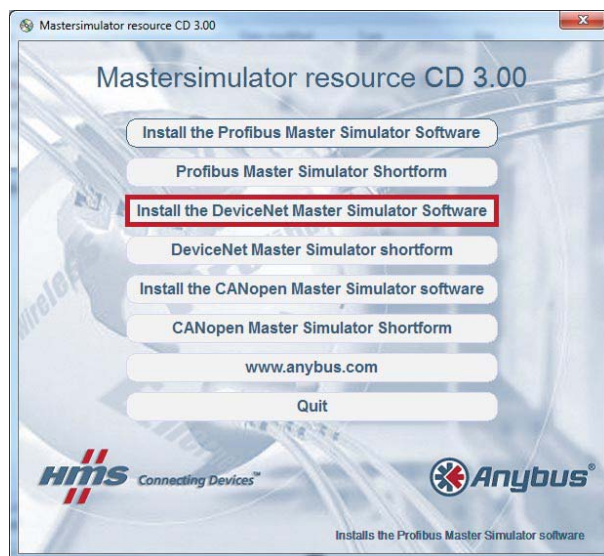 Mastersimulator resource CD 3.00
Mastersimulator resource CD 3.00
Install the Profibus Master Simulator Software
Profibus Master Simulator Shortform
Install the DeviceNet Master Simulator Software
DeviceNet Master Simulator shortform
Install the CANopen Master Simulator software
CANopen Master Simulator Shortform
www.anybus.com
Quit
HMS Connecting Devices™
Anybus®
Installs the Profibus Master Simulator software